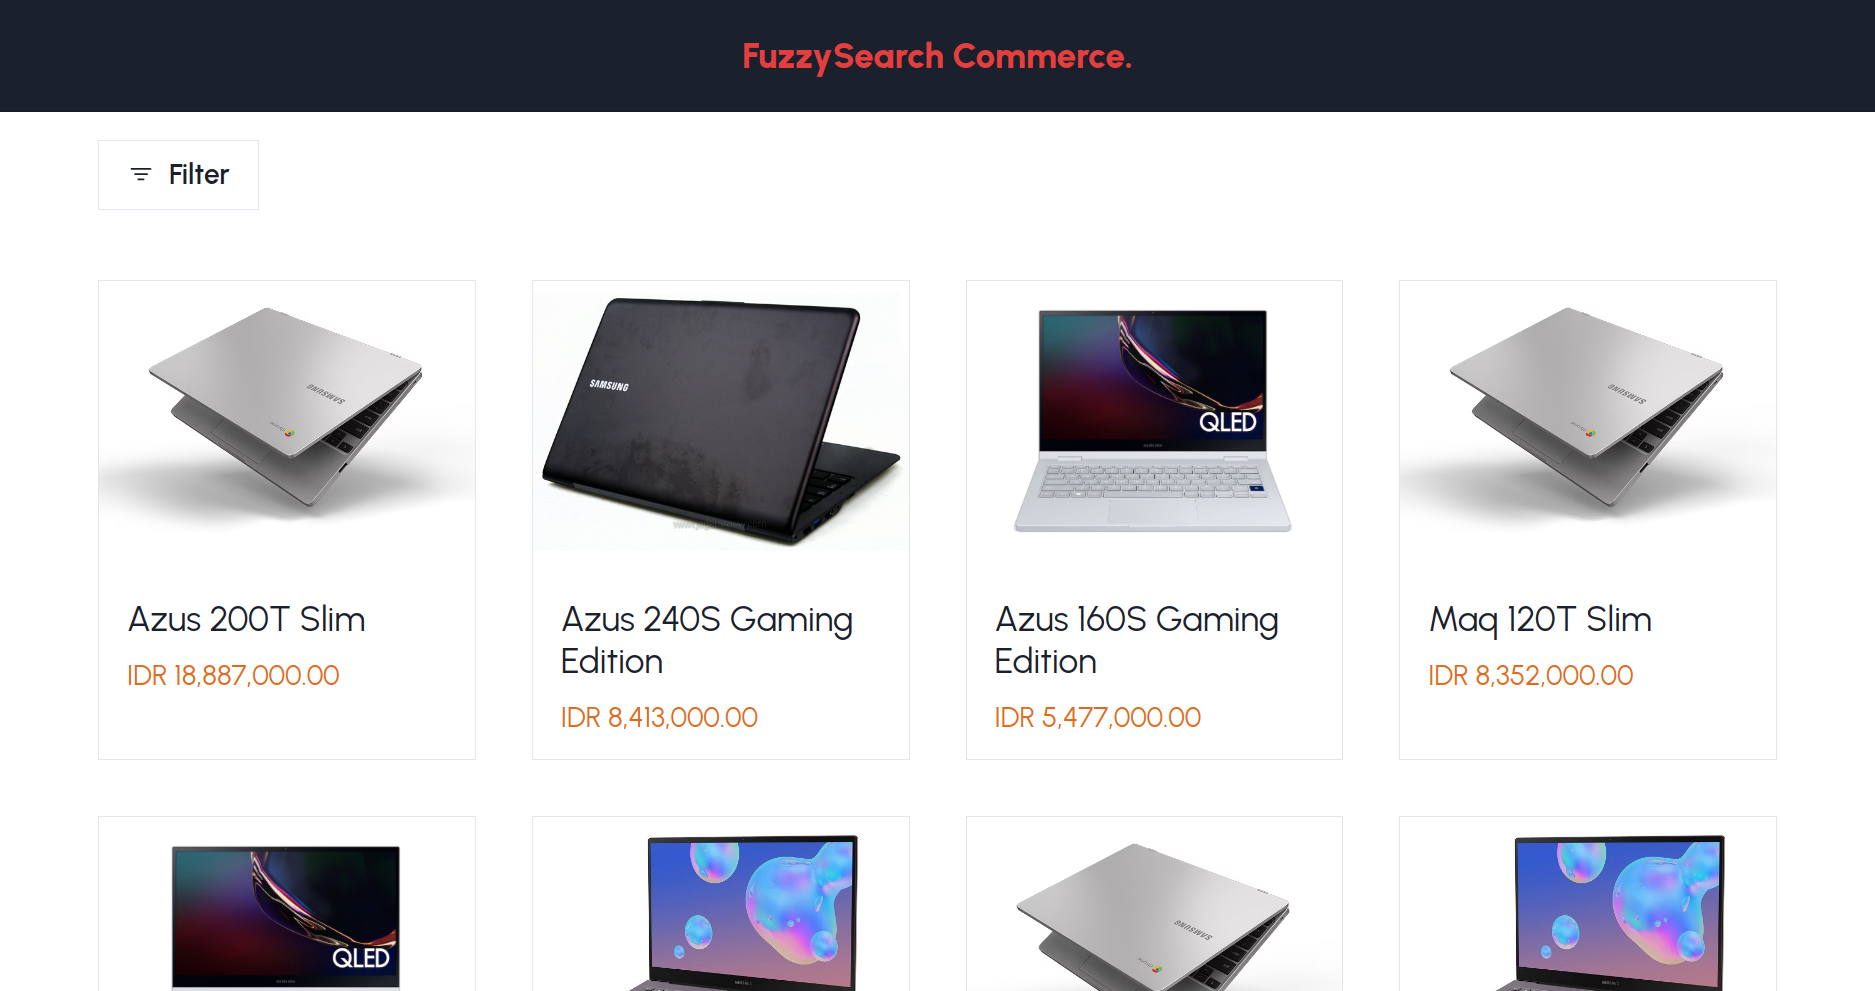 FuzzySearch Commerce.
Filter
SAMSUNG
SAMSUNG
QLED
SAMSUNG
Azus 200T Slim
IDR 18,887,000.00
Azus 240S Gaming
Edition
IDR 8,413,000.00
Azus 160S Gaming
Edition
IDR 5,477,000.00
Maq 120T Slim
IDR 8,352,000.00
QLED
SAMSUNG